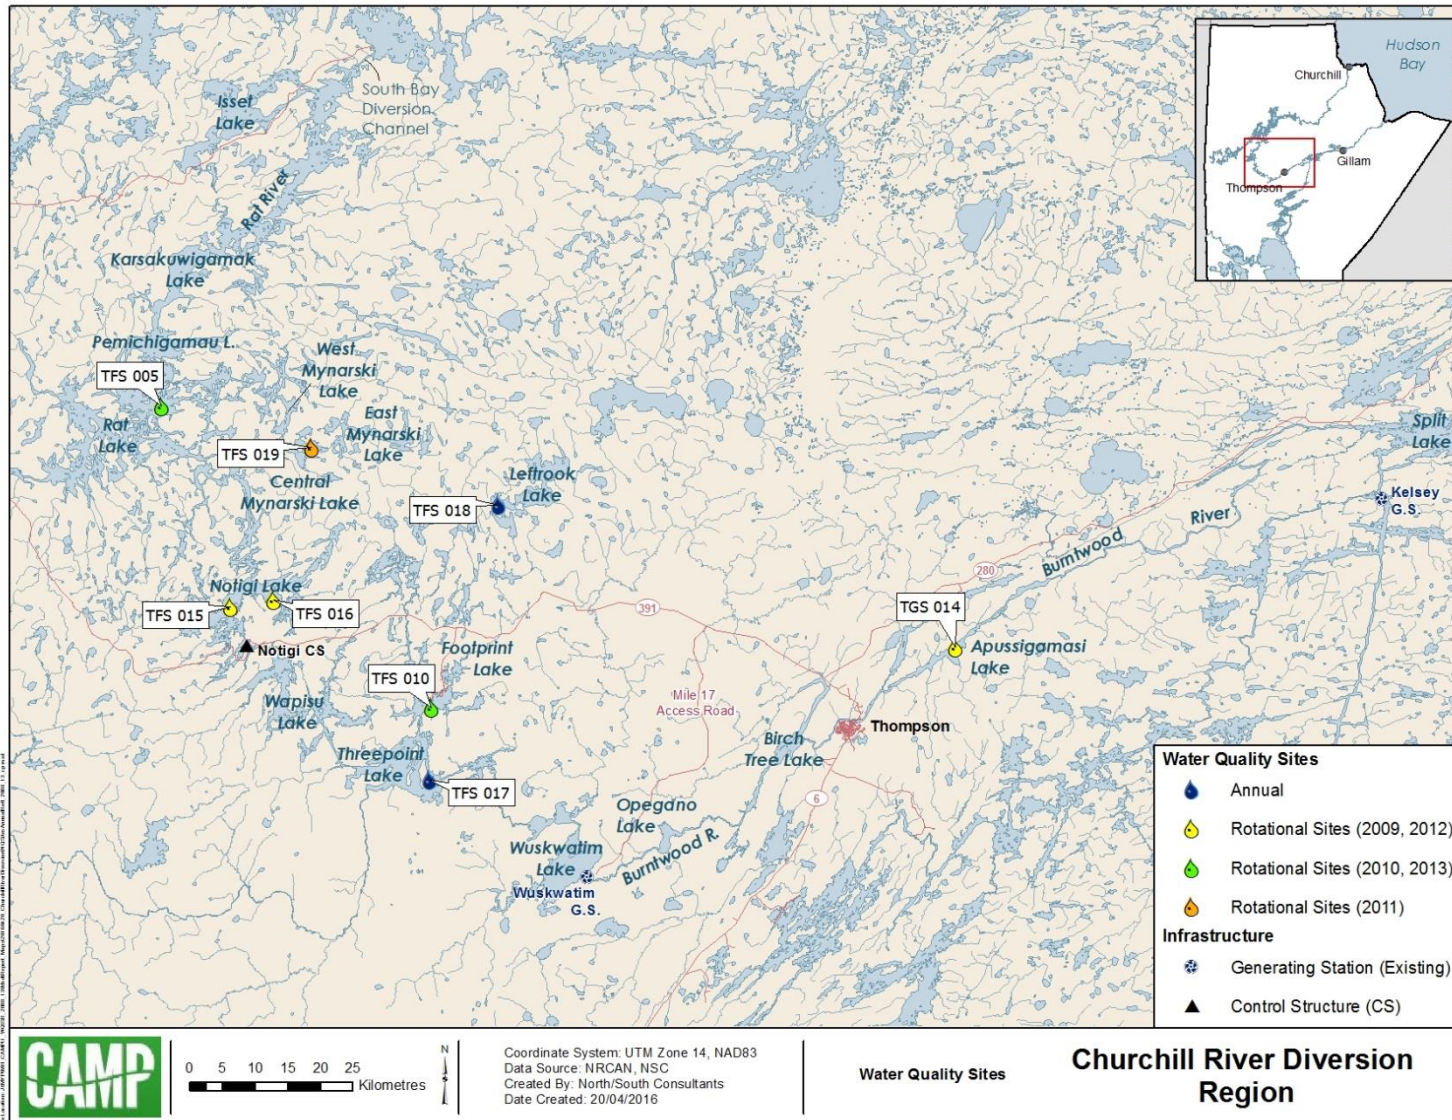 Isset
Lake
South Bay
Diversion
Channel
Rat River
Karsakuwigamak
Lake
Pemichigamau L.
TFS 005
West
Mynarski
Lake
Rat
Lake
East
Mynarski
Lake
TFS 019
Central
Mynarski Lake
Leftrook
Lake
TFS 018
Notigi Lake
TFS 015
TFS 016
Notigi CS
391
Footprint
Lake
TFS 010
Wapisu
Lake
Threepoint
Lake
TFS 017
Mile 17
Access Road
Opegano
Lake
Wuskwatim
Lake
Burntwood R.
Wuskwatim
G.S.
Birch
Tree Lake
Thompson
6
TGS 014
Apussigamasi
Lake
280
Burntwood
River
Split
Lake
Kelsey
G.S.
Hudson
Bay
Churchill
Gillam
Thompson
Water Quality Sites
Annual
Rotational Sites (2009, 2012)
Rotational Sites (2010, 2013)
Rotational Sites (2011)
Infrastructure
Generating Station (Existing)
Control Structure (CS)
CAMP
0 5 10 15 20 25
Kilometres
N
Coordinate System: UTM Zone 14, NAD83
Data Source: NRCAN, NSC
Created By: North/South Consultants
Date Created: 20/04/2016
Water Quality Sites
Churchill River Diversion
Region